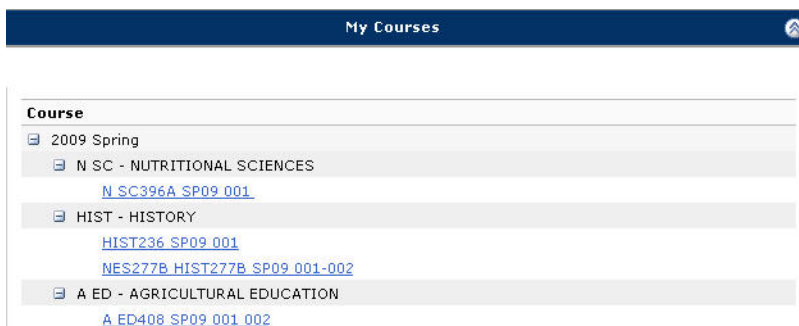 My Courses
Course
2009 Spring
N SC - NUTRITIONAL SCIENCES
N SC396A SP09 001
HIST - HISTORY
HIST236 SP09 001
NES277B HIST277B SP09 001-002
A ED - AGRICULTURAL EDUCATION
A ED408 SP09 001 002